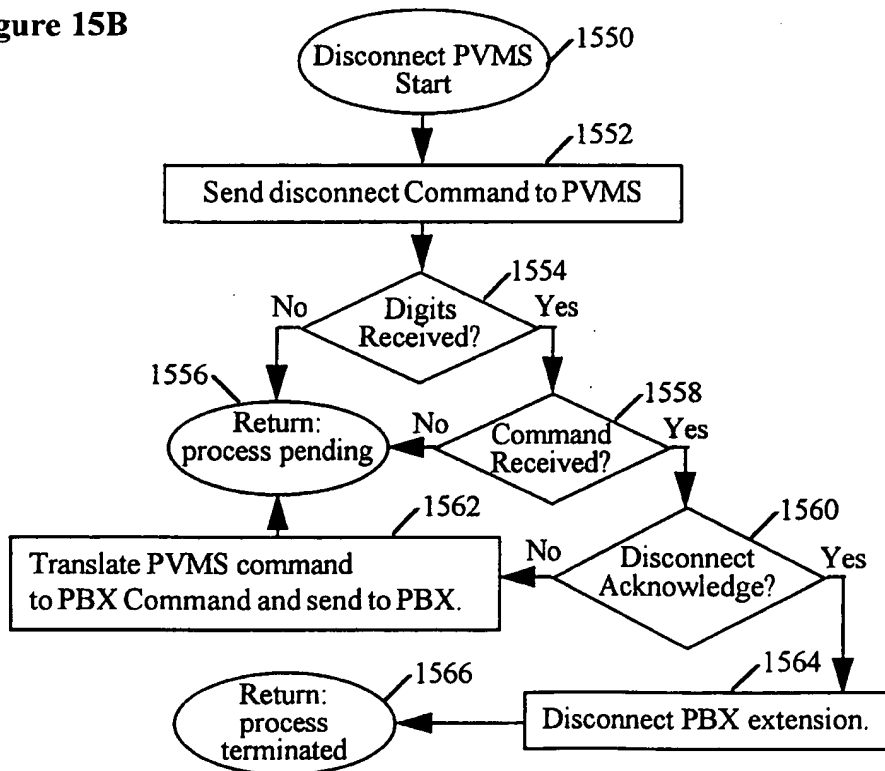 gure 15B
Disconnect PVMS
Start
1550
1552
Send disconnect Command to PVMS
1554
No
Digits
Received?
Yes
1556
Return:
process pending
1558
No
Command
Received?
Yes
1562
Translate PVMS command
to PBX Command and send to PBX.
1560
No
Disconnect
Acknowledge?
Yes
1564
Disconnect PBX extension.
1566
Return:
process
terminated